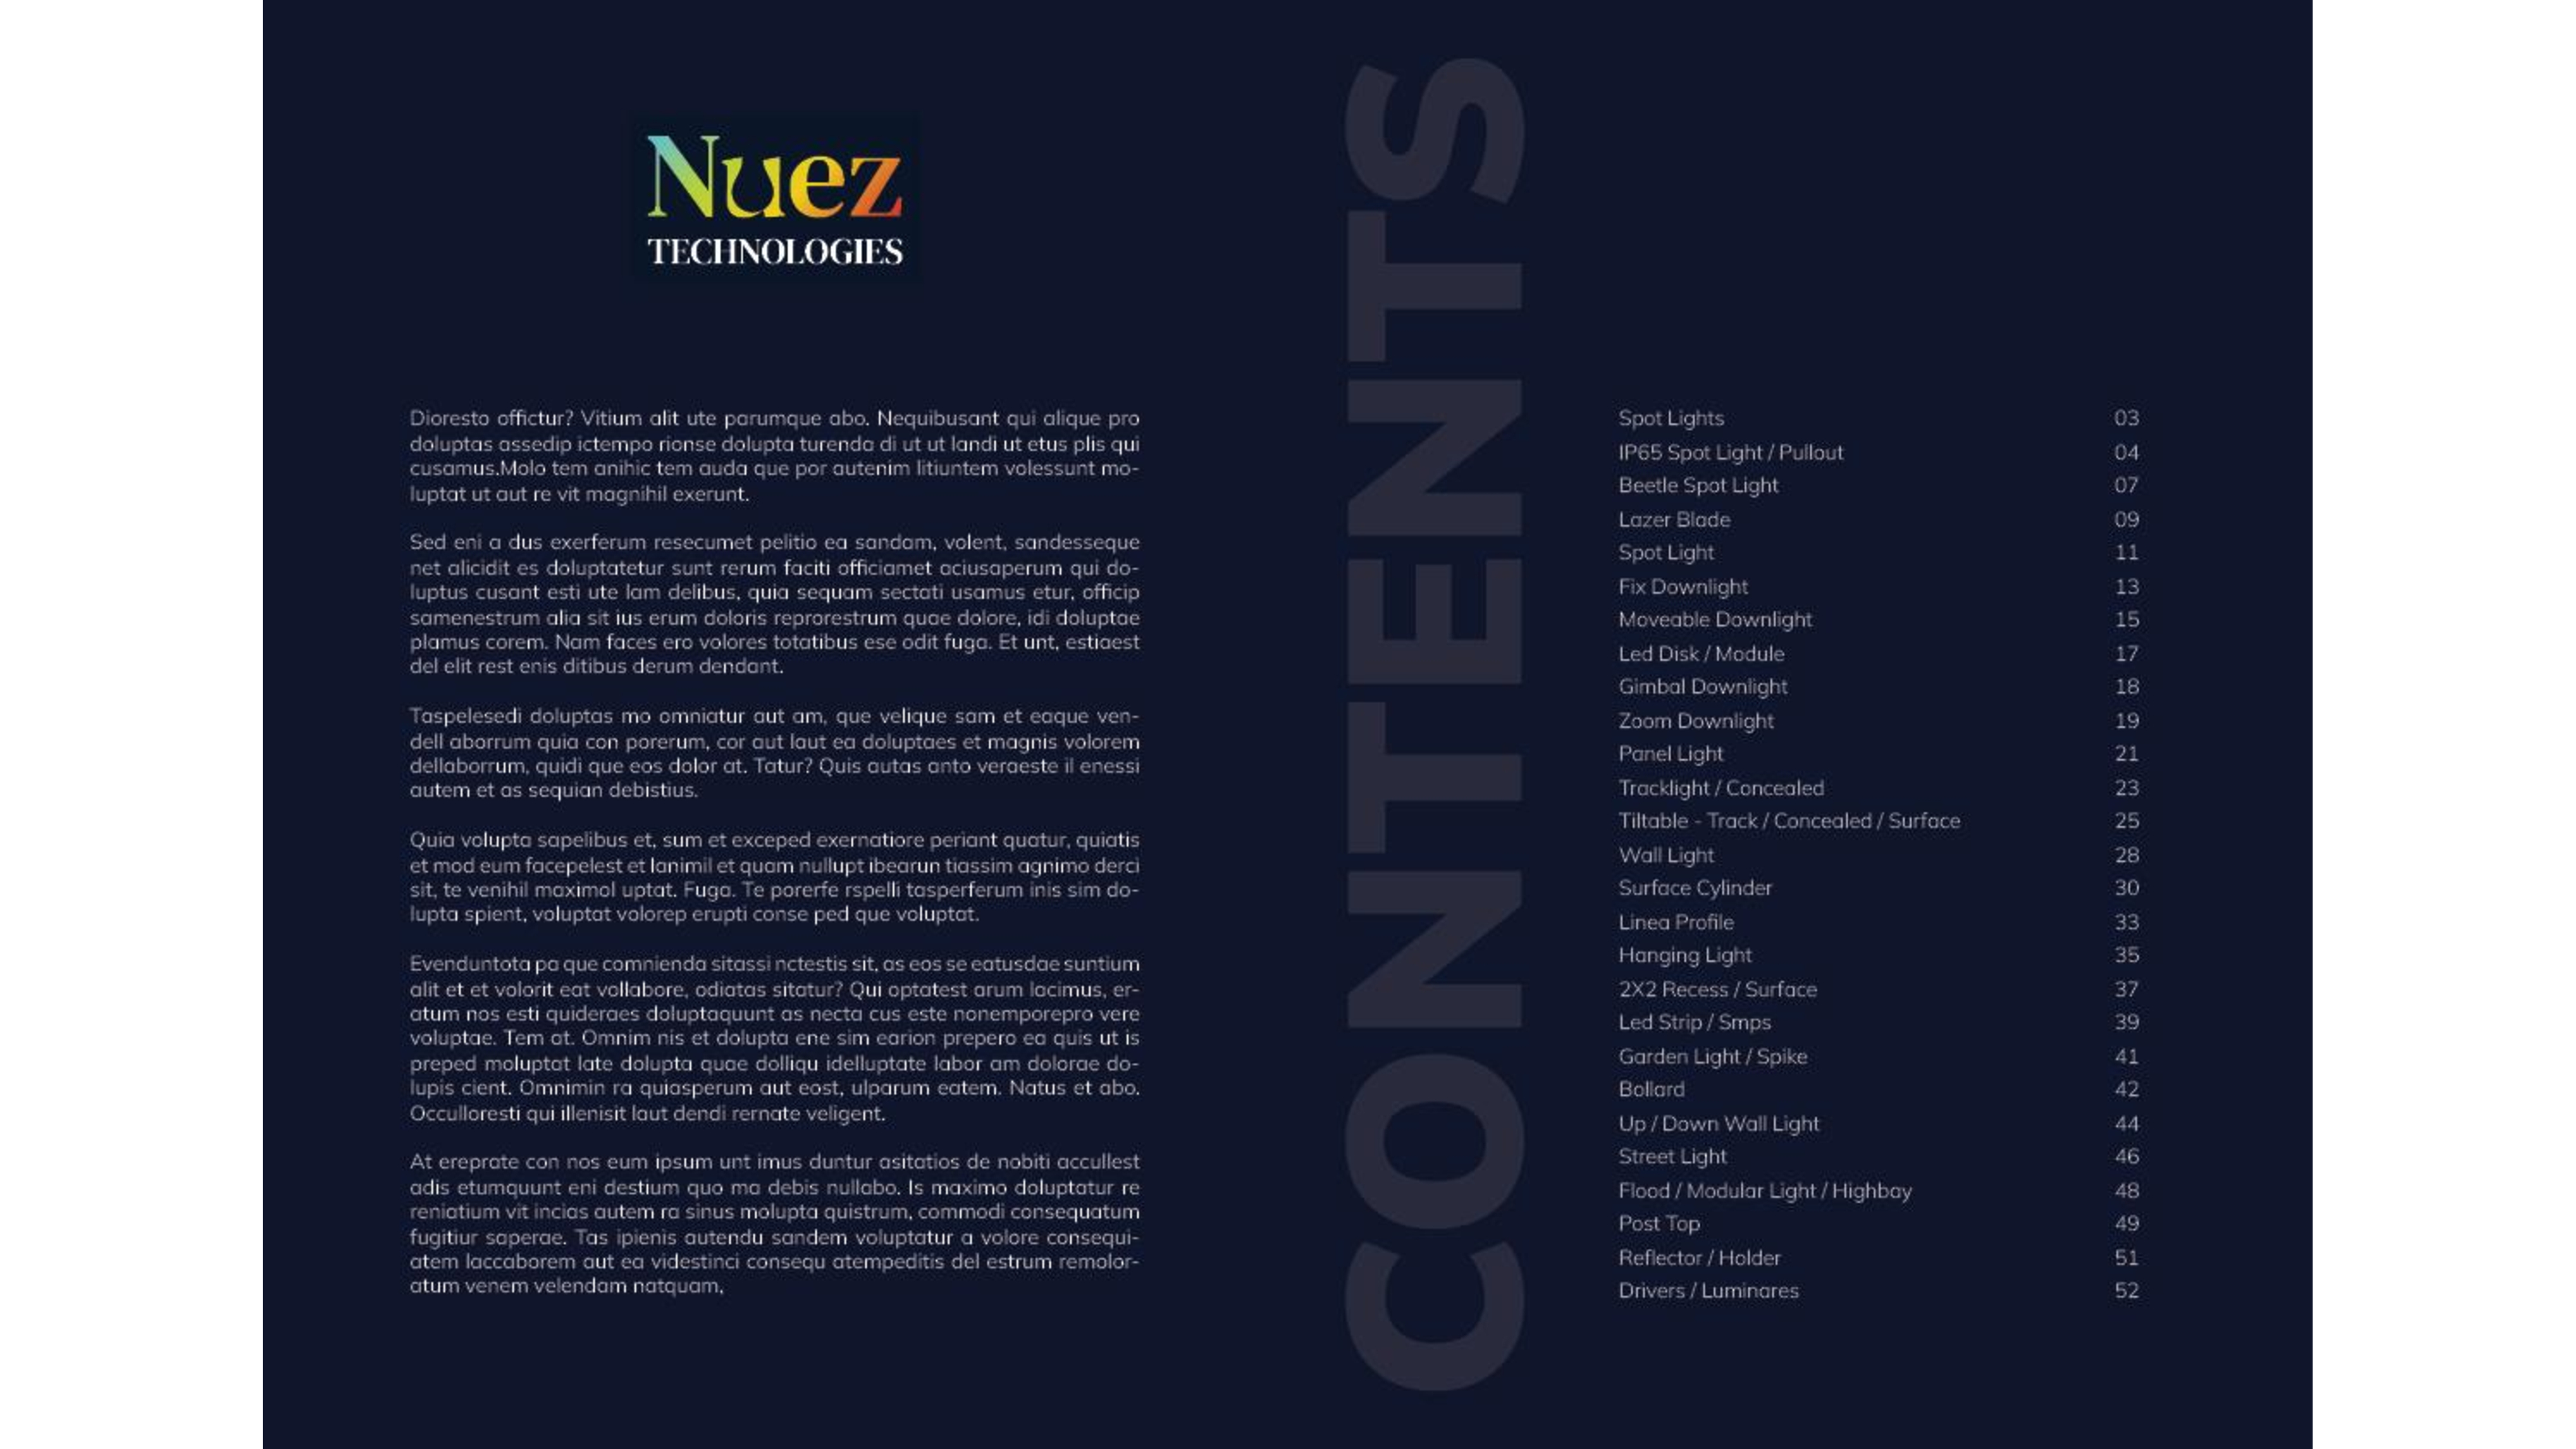 Nuez
TECHNOLOGIES
Dioresto offictur? Vitium alit ute parumque abo. Nequibusant qui alique pro
doluptas assedip ictempo rionse dolupta turenda di ut ut landi ut etus plis qui
cusamus.Molo tem anihic tem auda que por autenim litiuntem volessunt mo-
luptat ut aut re vit magnihil exerunt.
Sed eni a dus exerferum resecumet pelitio ea sandam, volent, sandesseque
net alicidit es doluptatetur sunt rerum faciti officiamet aciusaperum qui do-
luptus cusant esti ute lam delibus, quia sequam sectati usamus etur, officip
samenestrum alia sit ius erum doloris reprorestrum quae dolore, idi doluptae
plamus corem. Nam faces ero volores totatibus ese odit fuga. Et unt, estiaest
del elit rest enis ditibus derum dendant.
Taspelesedi doluptas mo omniatur aut am, que velique sam et eaque ven-
dell aborrum quia con porerum, cor aut laut ea doluptaes et magnis volorem
dellaborrum, quidi que eos dolor at. Tatur? Quis autas anto veraeste il enessi
autem et as sequian debistius.
Quia volupta sapelibus et, sum et exceped exernatiore periant quatur, quiatis
et mod eum facepelest et lanimil et quam nullupt ibearun tiassim agnimo derci
sit, te venihil maximol uptat. Fuga. Te porerfe rspelli tasperferum inis sim do-
lupta spient, voluptat volorep erupti conse ped que voluptat.
Evenduntota pa que comnienda sitassi nctestis sit, as eos se eatusdae suntium
alit et et volorit eat vollabore, odiatas sitatur? Qui optatest arum lacimus, er-
atum nos esti quideraes doluptaquunt as necta cus este nonemporepro vere
voluptae. Tem at. Omnim nis et dolupta ene sim earion prepero ea quis ut is
preped moluptat late dolupta quae dolliqu idelluptate labor am dolorae do-
lupis cient. Omnimin ra quiasperum aut eost, ulparum eatem. Natus et abo.
Occulloresti qui illenisit laut dendi rernate veligent.
At ereprate con nos eum ipsum unt imus duntur asitatios de nobiti accullest
adis etumquunt eni destium quo ma debis nullabo. Is maximo doluptatur re
reniatium vit incias autem ra sinus molupta quistrum, commodi consequatum
fugitiur saperae. Tas ipienis autendu sandem voluptatur a volore consequi-
atem laccaborem aut ea videstinci consequ atempeditis del estrum remolor-
atum venem velendam natquam,
CONTENTS
Spot Lights 03
IP65 Spot Light / Pullout 04
Beetle Spot Light 07
Lazer Blade 09
Spot Light 11
Fix Downlight 13
Moveable Downlight 15
Led Disk / Module 17
Gimbal Downlight 18
Zoom Downlight 19
Panel Light 21
Tracklight / Concealed 23
Tiltable - Track / Concealed / Surface 25
Wall Light 28
Surface Cylinder 30
Linea Profile 33
Hanging Light 35
2X2 Recess / Surface 37
Led Strip / Smps 39
Garden Light / Spike 41
Bollard 42
Up / Down Wall Light 44
Street Light 46
Flood / Modular Light / Highbay 48
Post Top 49
Reflector / Holder 51
Drivers / Luminares 52